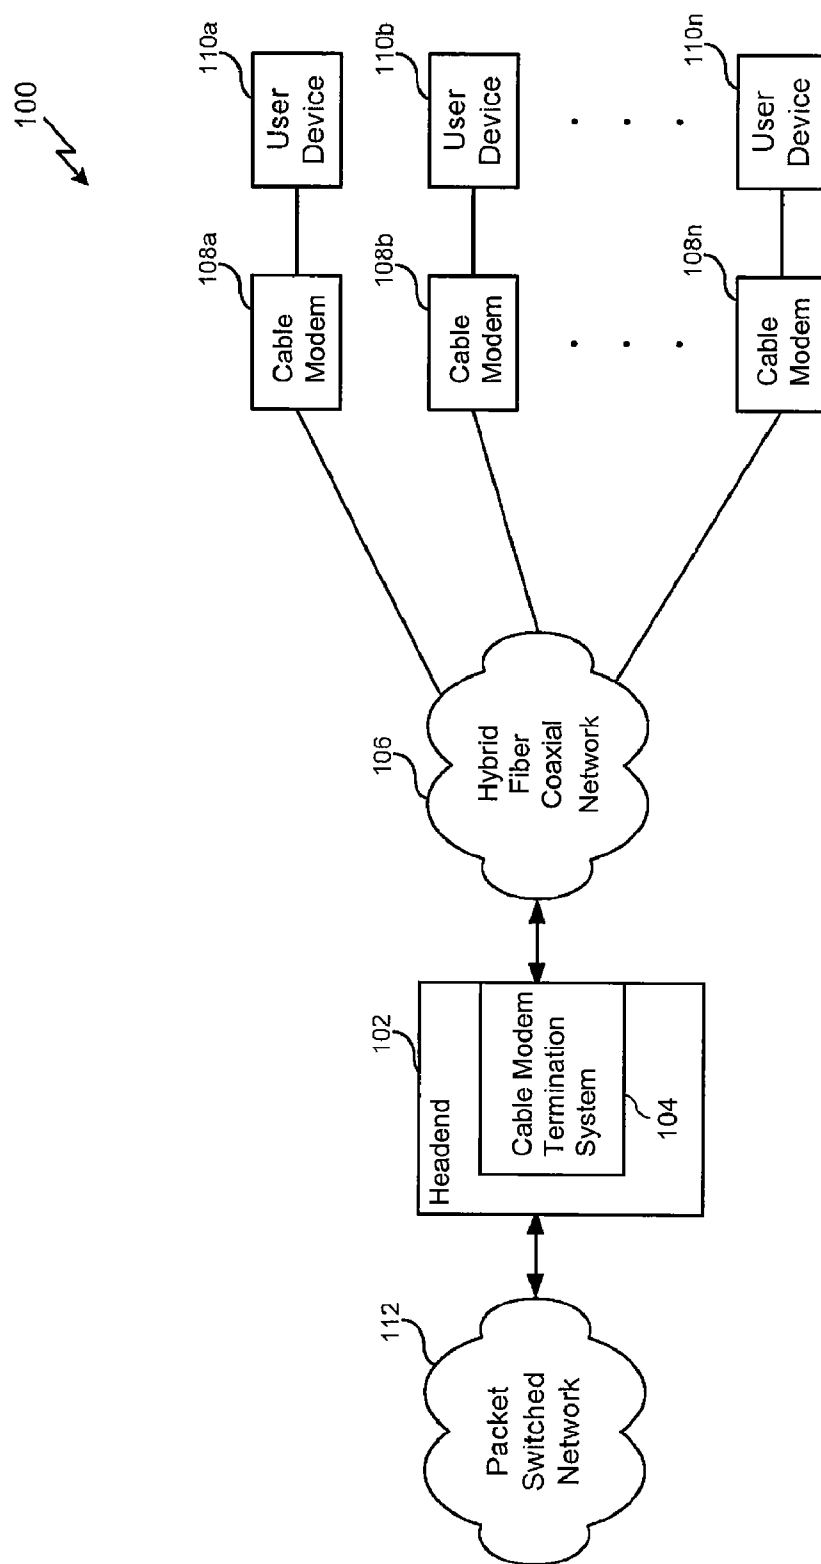 100
110a
User
Device
110b
User
Device
110n
User
Device
108a
Cable
Modem
108b
Cable
Modem
108n
Cable
Modem
106
Hybrid
Fiber
Coaxial
Network
102
Headend
Cable Modem
Termination
System
104
112
Packet
Switched
Network